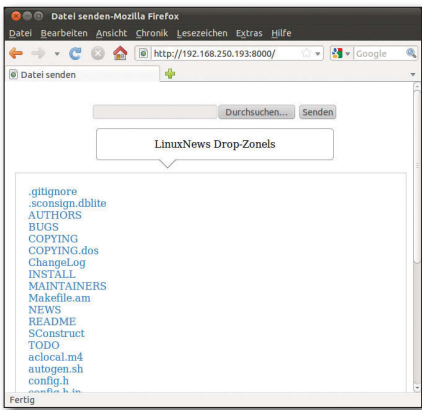 Datei senden-Mozilla Firefox
Datei Bearbeiten Ansicht Chronik Lesezeichen Extras Hilfe
http://192.168.250.193:8000/ Google
Datei senden
Durchsuchen... Senden
LinuxNews Drop-Zonels
.gitignore
.sconsign.dblite
AUTHORS
BUGS
COPYING
COPYING.dos
ChangeLog
INSTALL
MAINTAINERS
Makefile.am
NEWS
README
SConstruct
TODO
aclocal.m4
autogen.sh
config.h
config.h.in
Fertig